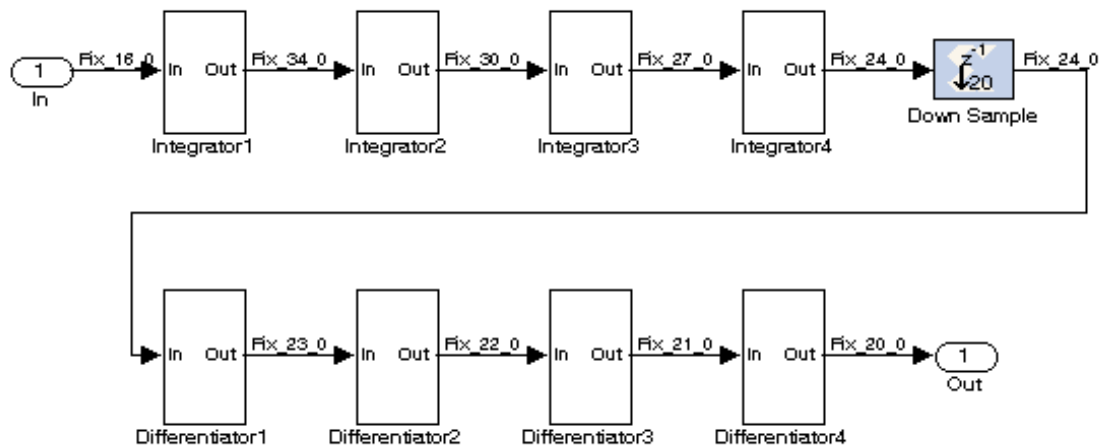 Fix_16_0 Fix_34_0 Fix_30_0 Fix_27_0 Fix_24_0 Fix_24_0
1 In Out In Out In Out In Out z-1 20
In
Integrator1 Integrator2 Integrator3 Integrator4 Down Sample
Fix_23_0 Fix_22_0 Fix_21_0 Fix_20_0
In Out In Out In Out In Out 1
Out
Differentiator1 Differentiator2 Differentiator3 Differentiator4